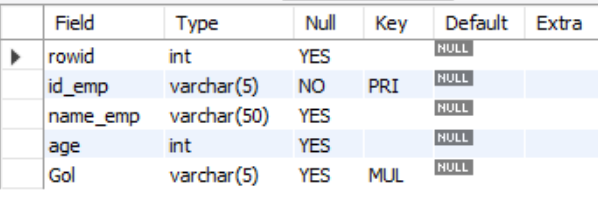 Field Type Null Key Default Extra
rowid int YES NULL
id_emp varchar(5) NO PRI NULL
name_emp varchar(50) YES NULL
age int YES NULL
Gol varchar(5) YES MUL NULL